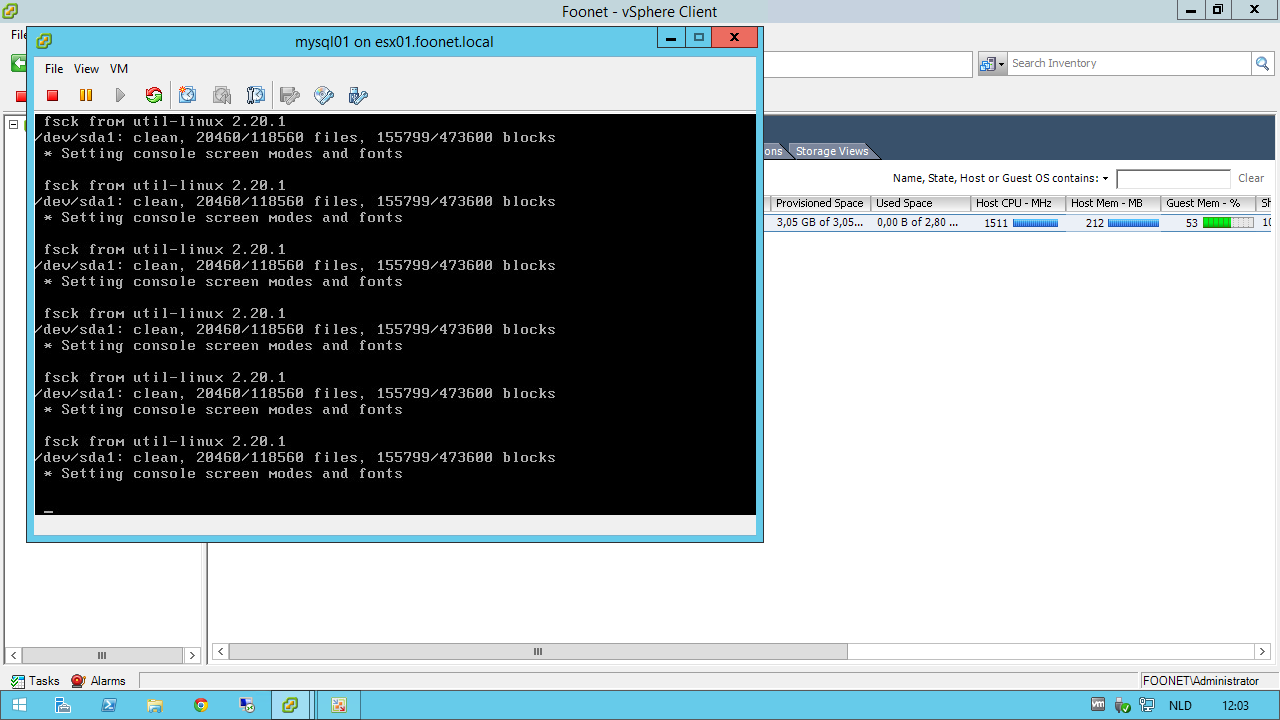 Foonet - vSphere Client
mysql01 on esx01.foonet.local
File View VM
Search Inventory
fsck from util-linux 2.20.1
/dev/sda1: clean, 20460/118560 files, 155799/473600 blocks
* Setting console screen modes and fonts
fsck from util-linux 2.20.1
/dev/sda1: clean, 20460/118560 files, 155799/473600 blocks
* Setting console screen modes and fonts
fsck from util-linux 2.20.1
/dev/sda1: clean, 20460/118560 files, 155799/473600 blocks
* Setting console screen modes and fonts
fsck from util-linux 2.20.1
/dev/sda1: clean, 20460/118560 files, 155799/473600 blocks
* Setting console screen modes and fonts
fsck from util-linux 2.20.1
/dev/sda1: clean, 20460/118560 files, 155799/473600 blocks
* Setting console screen modes and fonts
fsck from util-linux 2.20.1
/dev/sda1: clean, 20460/118560 files, 155799/473600 blocks
* Setting console screen modes and fonts
ons Storage Views
Name, State, Host or Guest OS contains: Clear
Provisioned Space Used Space Host CPU - MHz Host Mem - MB Guest Mem - % Sh
3,05 GB of 3,05... 0,00 B of 2,80 ... 1511 212 53 10
Tasks Alarms FOONET\Administrator
NLD 12:03